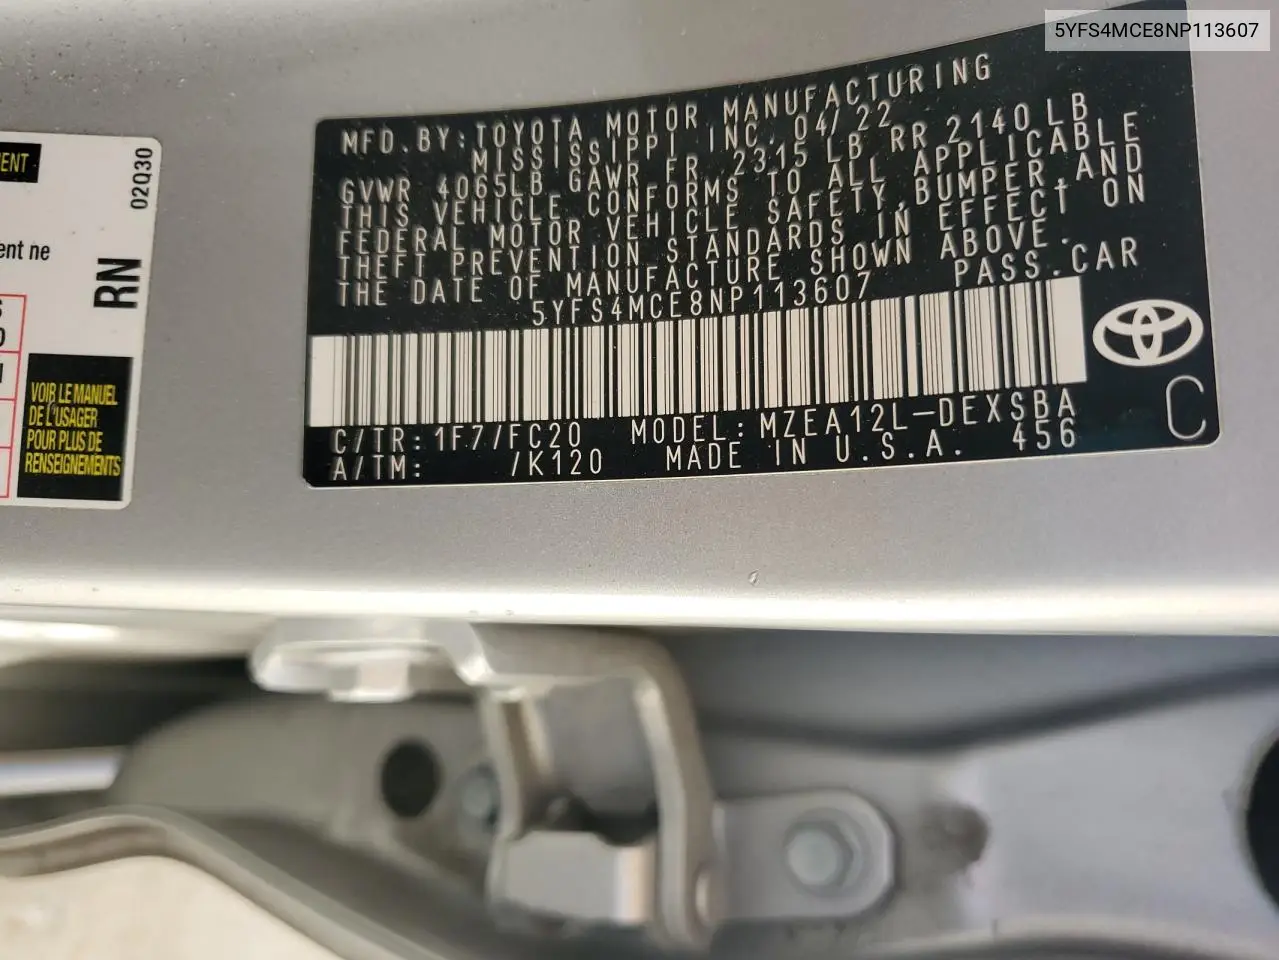 5YFS4MCE8NP113607
MFD.BY:TOYOTA MOTOR MANUFACTURING
MISSISSIPPI, INC. 04/22
GVWR 4065LB GAWR FR 2315 LB RR 2140 LB
THIS VEHICLE CONFORMS TO ALL APPLICABLE
FEDERAL MOTOR VEHICLE SAFETY, BUMPER, AND
THEFT PREVENTION STANDARDS IN EFFECT ON
THE DATE OF MANUFACTURE SHOWN ABOVE.
5YFS4MCE8NP113607 PASS.CAR
C/TR:1F7/FC20 MODEL:MZEA12L-DEXSBA
A/TM: /K120 MADE IN U.S.A. 456
C
ent ne
02Q30
RN
VOIR LE MANUEL
DE L'USAGER
POUR PLUS DE
RENSEIGNEMENTS